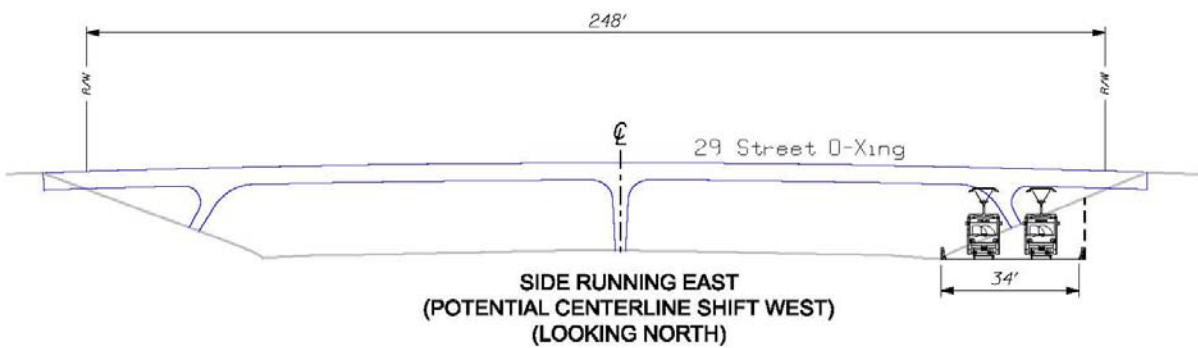 248'
R/W
R/W
℄
29 Street O-Xing
34'
SIDE RUNNING EAST
(POTENTIAL CENTERLINE SHIFT WEST)
(LOOKING NORTH)